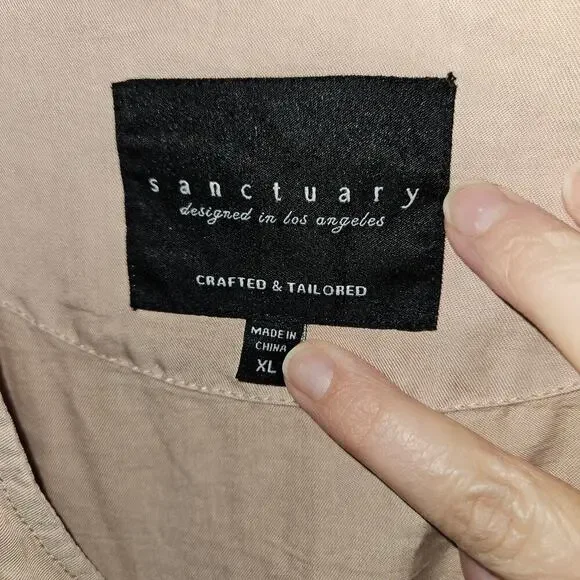 sanctuary
designed in los angeles
CRAFTED & TAILORED
MADE IN
CHINA
XL